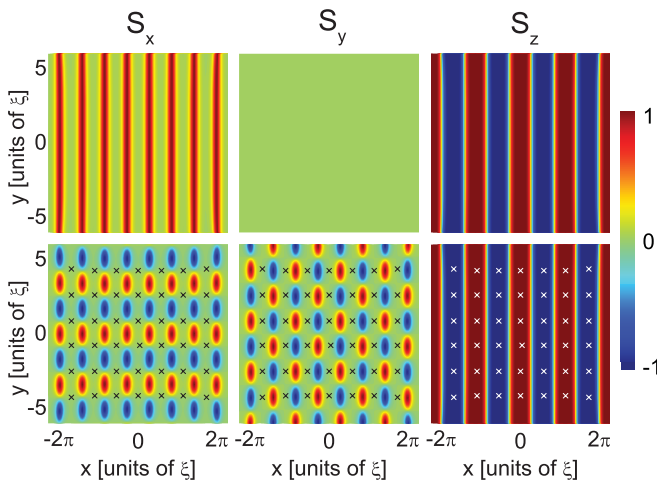 S_x S_y S_z
5
0
-5
y [units of ξ]
1
0
-1
5
0
-5
y [units of ξ]
-2π 0 2π
-2π 0 2π
-2π 0 2π
x [units of ξ] x [units of ξ] x [units of ξ]